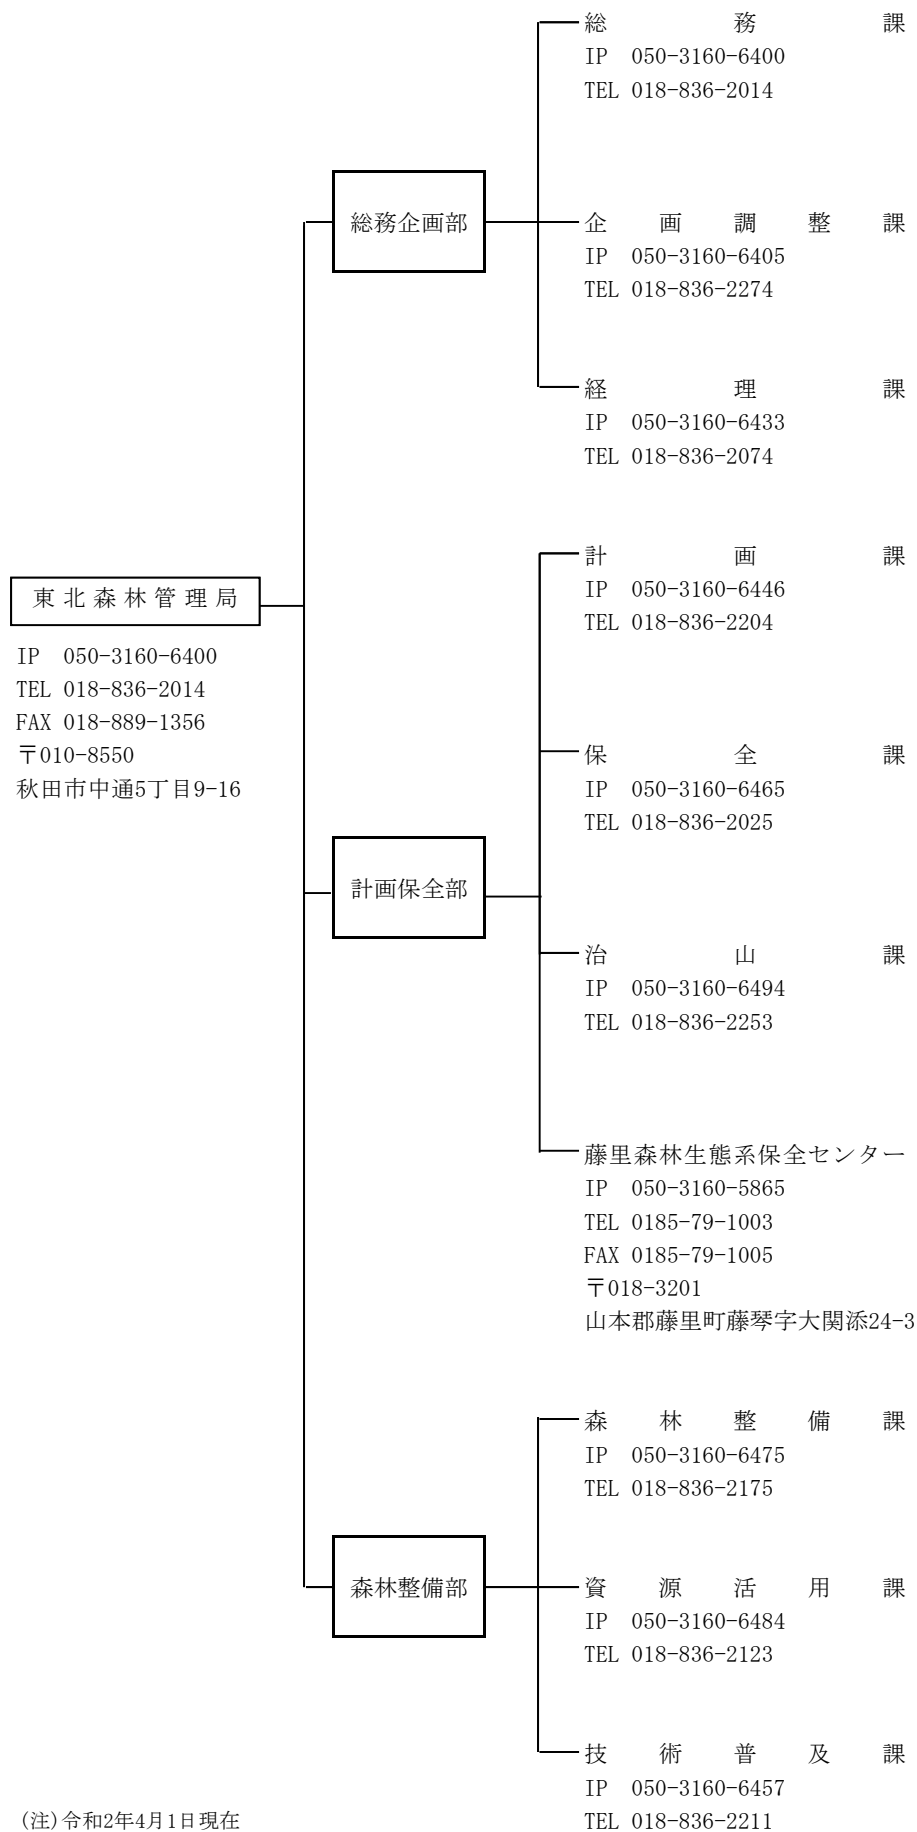 総務課
IP 050-3160-6400
TEL 018-836-2014
総務企画部
企画調整課
IP 050-3160-6405
TEL 018-836-2274
経理課
IP 050-3160-6433
TEL 018-836-2074
計画課
IP 050-3160-6446
TEL 018-836-2204
東北森林管理局
IP 050-3160-6400
TEL 018-836-2014
FAX 018-889-1356
〒010-8550
秋田市中通5丁目9-16
保全課
IP 050-3160-6465
TEL 018-836-2025
計画保全部
治山課
IP 050-3160-6494
TEL 018-836-2253
藤里森林生態系保全センター
IP 050-3160-5865
TEL 0185-79-1003
FAX 0185-79-1005
〒018-3201
山本郡藤里町藤琴字大関添24-3
森林整備課
IP 050-3160-6475
TEL 018-836-2175
森林整備部
資源活用課
IP 050-3160-6484
TEL 018-836-2123
技術普及課
IP 050-3160-6457
TEL 018-836-2211
(注)令和2年4月1日現在